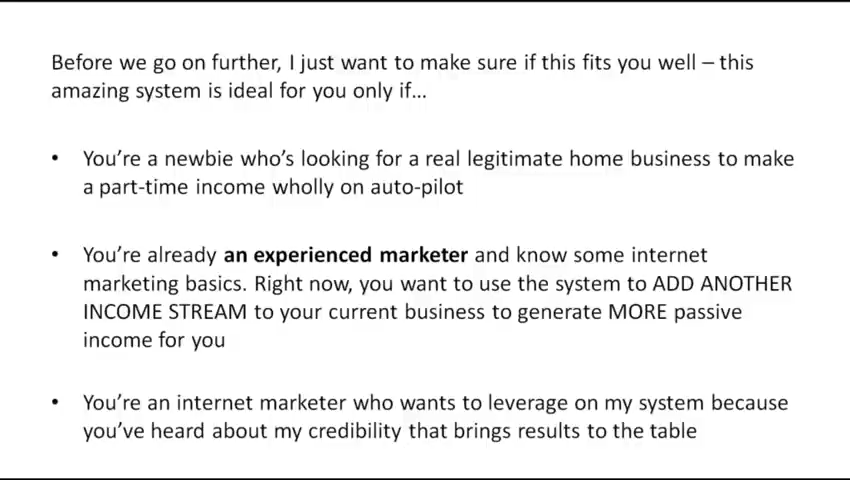 Before we go on further, I just want to make sure if this fits you well – this
amazing system is ideal for you only if...
• You're a newbie who's looking for a real legitimate home business to make
a part-time income wholly on auto-pilot
• You're already an experienced marketer and know some internet
marketing basics. Right now, you want to use the system to ADD ANOTHER
INCOME STREAM to your current business to generate MORE passive
income for you
• You're an internet marketer who wants to leverage on my system because
you've heard about my credibility that brings results to the table